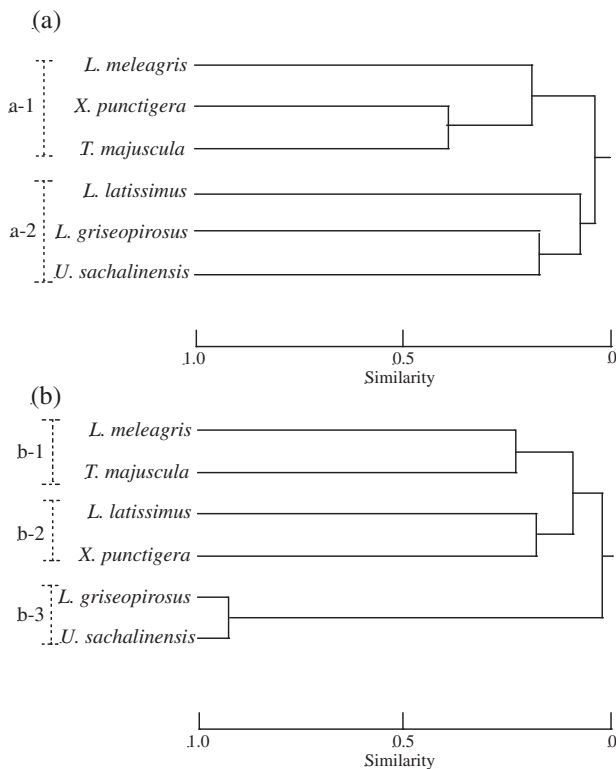 (a)
L. meleagris
X. punctigera
a-1
T. majuscula
L. latissimus
a-2
L. griseopirosus
U. sachalinensis
1.0 0.5 0
Similarity
(b)
L. meleagris
b-1
T. majuscula
L. latissimus
b-2
X. punctigera
L. griseopirosus
b-3
U. sachalinensis
1.0 0.5 0
Similarity